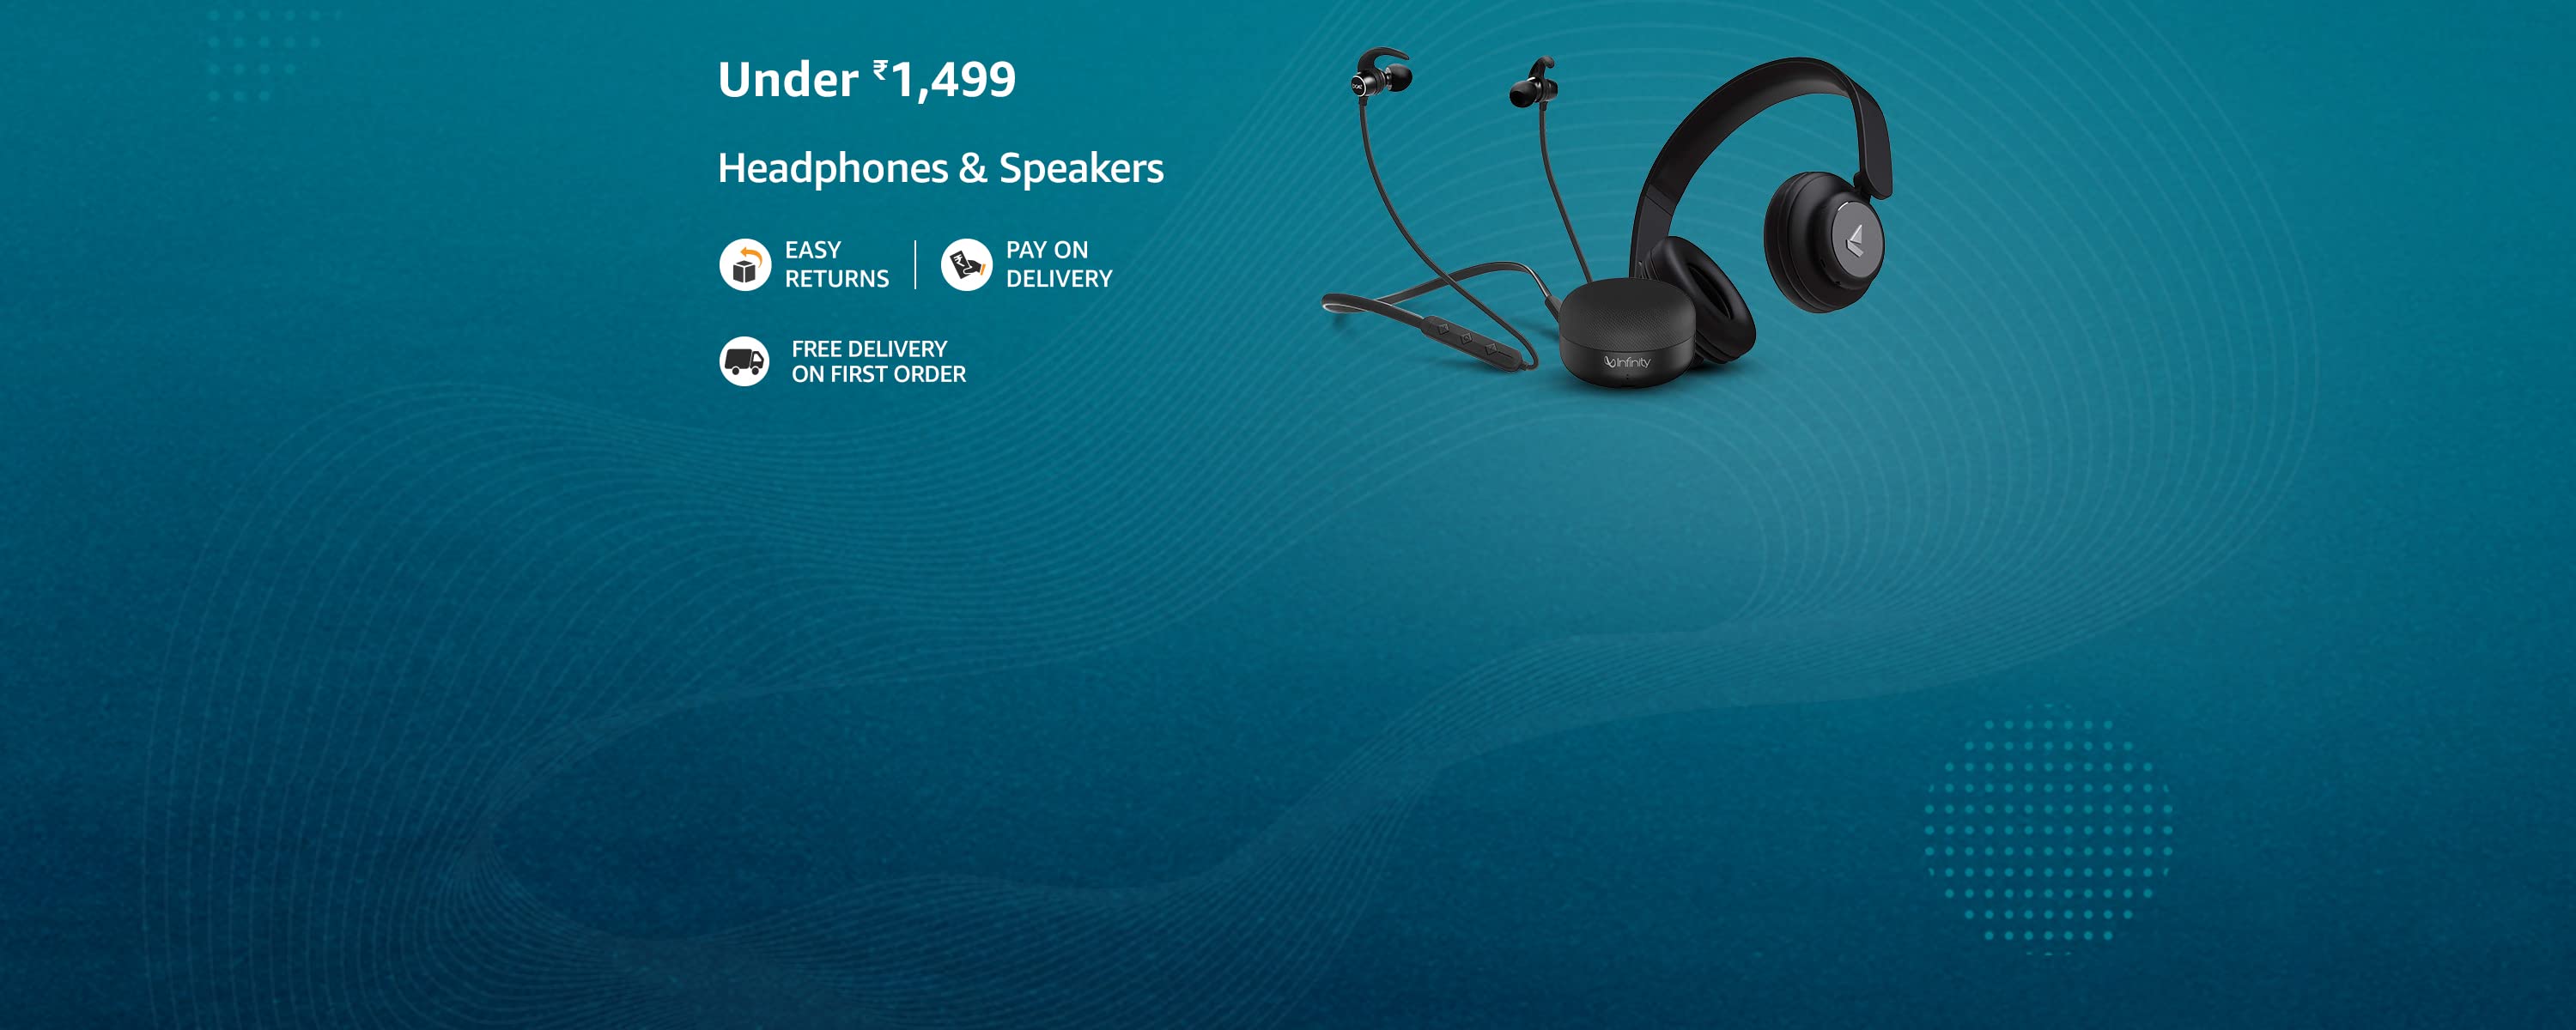 Under ₹1,499
Headphones & Speakers
EASY
RETURNS
PAY ON
DELIVERY
FREE DELIVERY
ON FIRST ORDER
Infinity